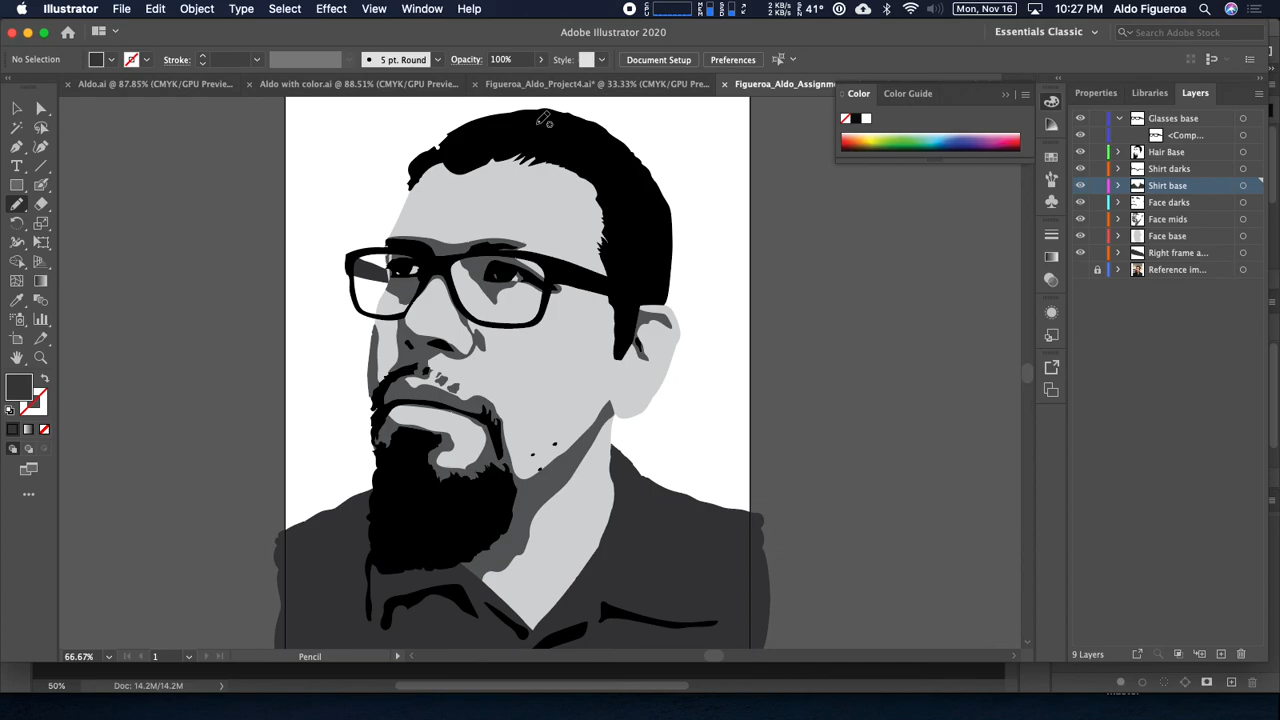 Illustrator File Edit Object Type Select Effect View Window Help 2 KB/s 2 KB/s 41° Mon, Nov 16 10:27 PM Aldo Figueroa
Adobe Illustrator 2020 Essentials Classic Search Adobe Stock
No Selection Stroke: 5 pt. Round Opacity: 100% Style: Document Setup Preferences
Aldo.ai @ 87.85% (CMYK/GPU Previe... Aldo with color.ai @ 88.51% (CMYK/GPU Previe... Figueroa_Aldo_Project4.ai* @ 33.33% (CMYK/GPU Pre... Figueroa_Aldo_Assignm
Color Color Guide
Properties Libraries Layers
Glasses base
<Comp...
Hair Base
Shirt darks
Shirt base
Face darks
Face mids
Face base
Right frame a...
Reference im...
66.67% 1 Pencil 9 Layers
50% Doc: 14.2M/14.2M